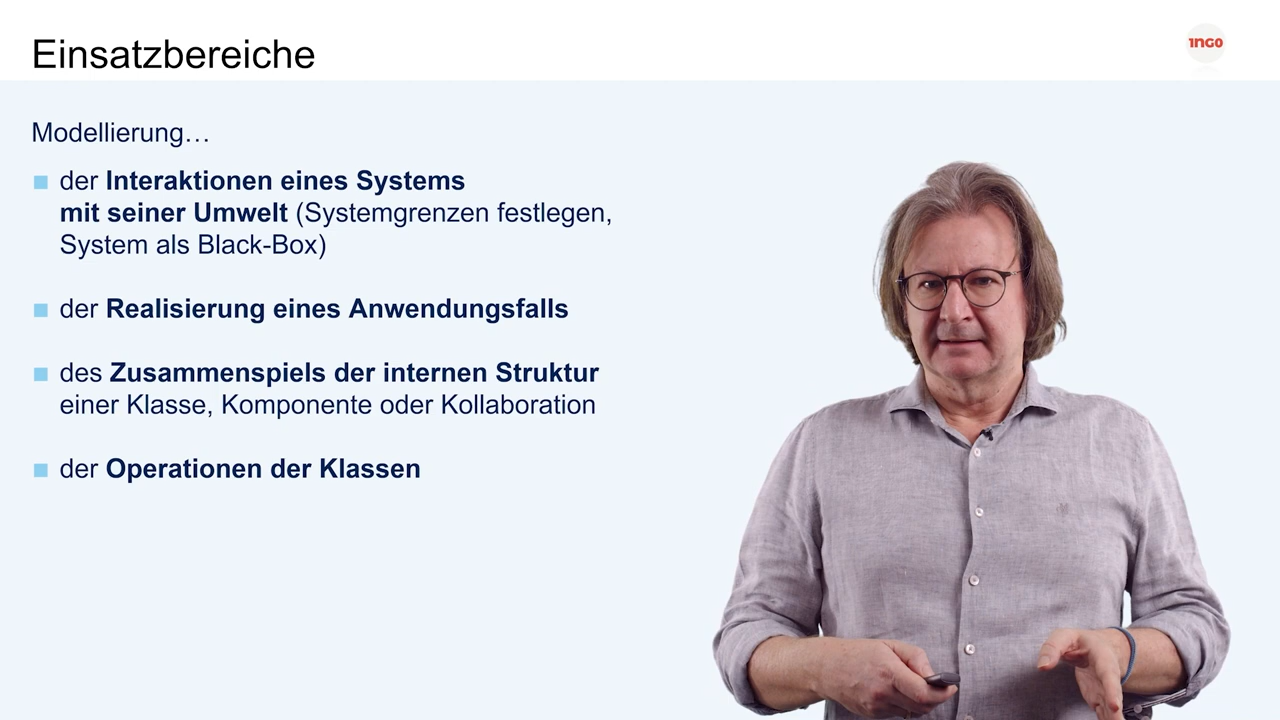 Einsatzbereiche
1NGO
Modellierung…
der Interaktionen eines Systems
mit seiner Umwelt (Systemgrenzen festlegen,
System als Black-Box)
der Realisierung eines Anwendungsfalls
des Zusammenspiels der internen Struktur
einer Klasse, Komponente oder Kollaboration
der Operationen der Klassen